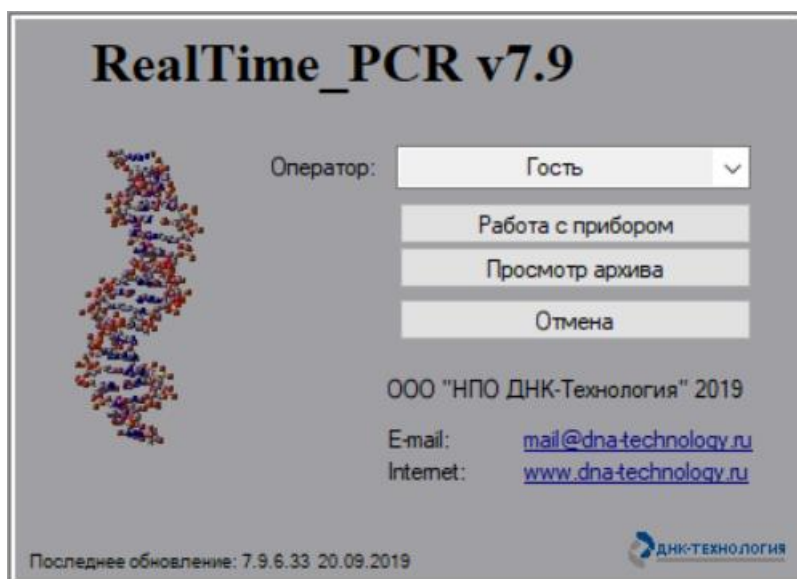 RealTime_PCR v7.9
Оператор: Гость
Работа с прибором
Просмотр архива
Отмена
ООО "НПО ДНК-Технология" 2019
E-mail: mail@dna-technology.ru
Internet: www.dna-technology.ru
ДНК-ТЕХНОЛОГИЯ
Последнее обновление: 7.9.6.33 20.09.2019